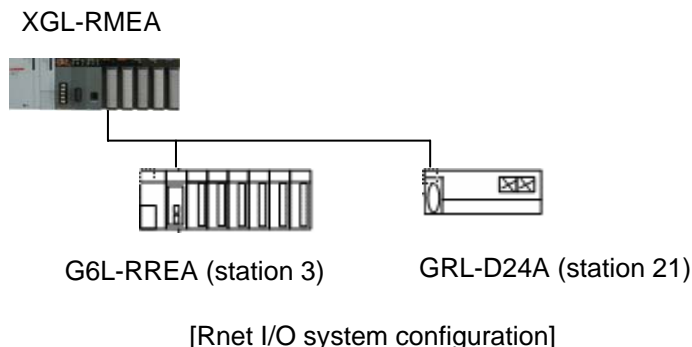 XGL-RMEA
G6L-RREA (station 3)
GRL-D24A (station 21)
[Rnet I/O system configuration]